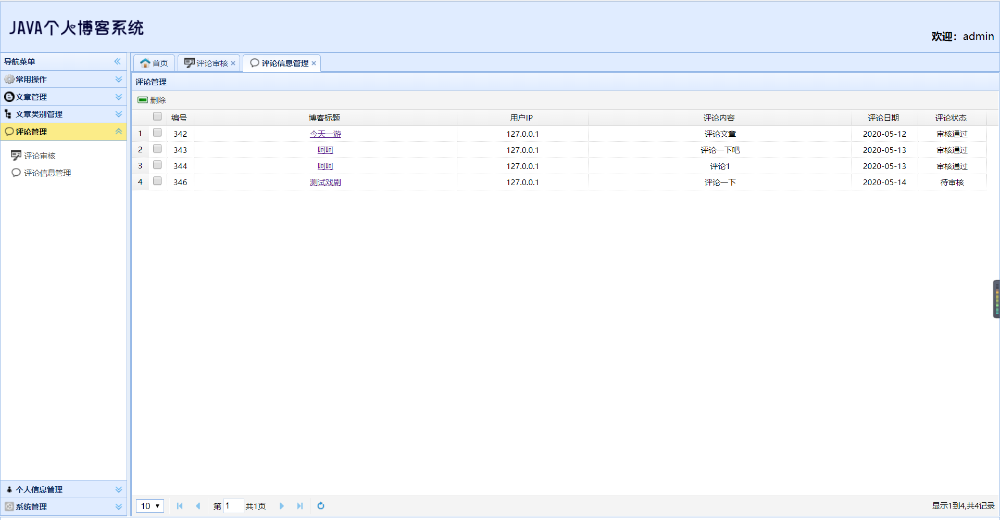 JAVA个人博客系统
欢迎：admin
导航菜单
常用操作
文章管理
文章类别管理
评论管理
评论审核
评论信息管理
个人信息管理
系统管理
首页 评论审核 评论信息管理
评论管理
删除
编号 博客标题 用户IP 评论内容 评论日期 评论状态
1 342 今天一游 127.0.0.1 评论文章 2020-05-12 审核通过
2 343 呵呵 127.0.0.1 评论一下吧 2020-05-13 审核通过
3 344 呵呵 127.0.0.1 评论1 2020-05-13 审核通过
4 346 测试戏剧 127.0.0.1 评论一下 2020-05-14 待审核
10 第 1 共1页 显示1到4,共4记录